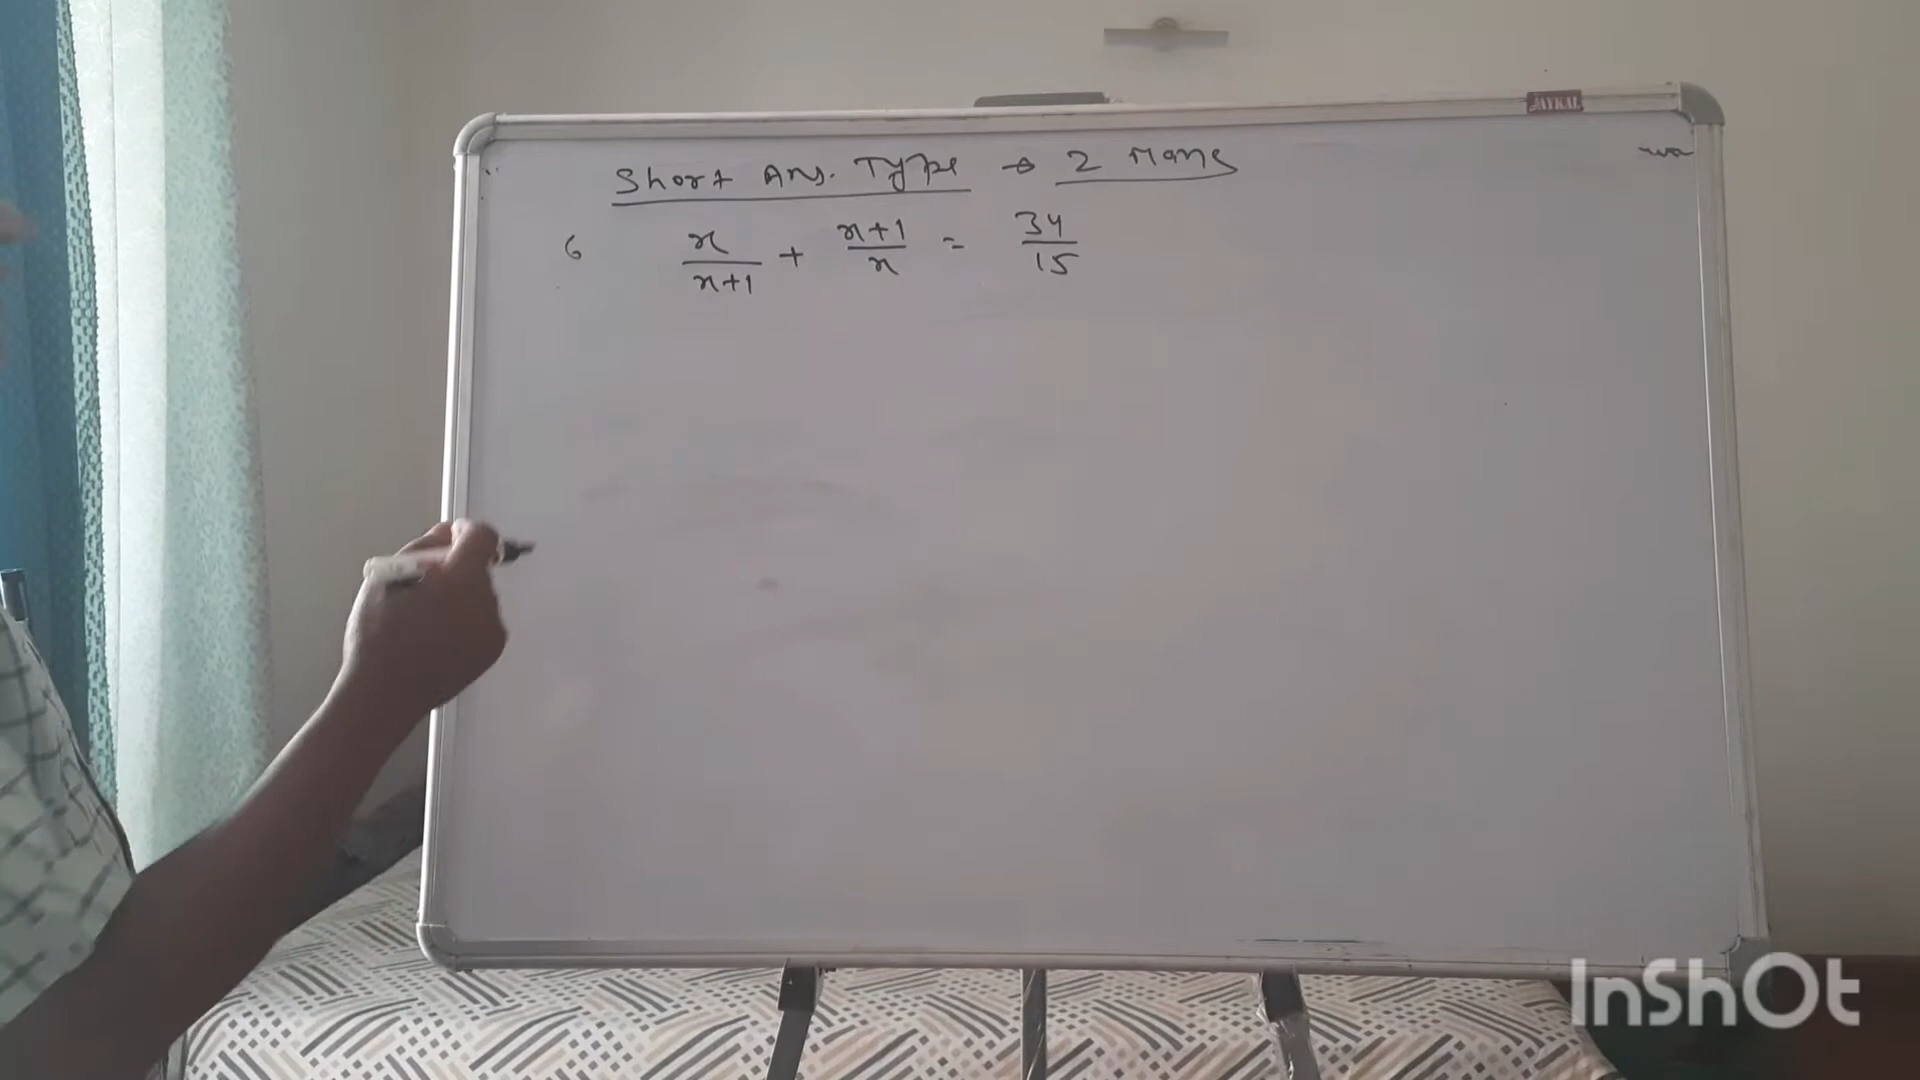 JAYKAL
Short Ans. Type → 2 Marks
6 x/x+1 + x+1/x = 34/15
InShOt